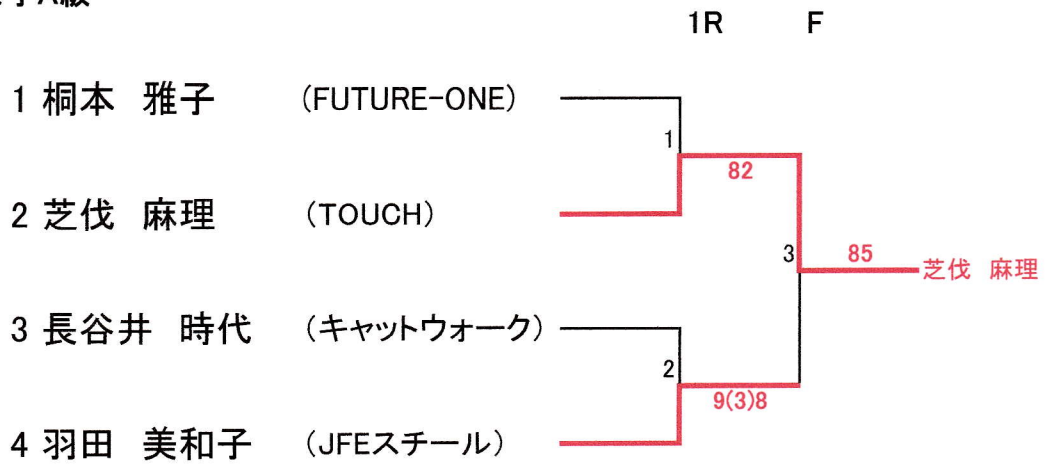 A級
1R F
1 桐本 雅子 (FUTURE-ONE)
1
82
2 芝伐 麻理 (TOUCH)
3 85 芝伐 麻理
3 長谷井 時代 (キャットウォーク)
2
9(3)8
4 羽田 美和子 (JFEスチール)